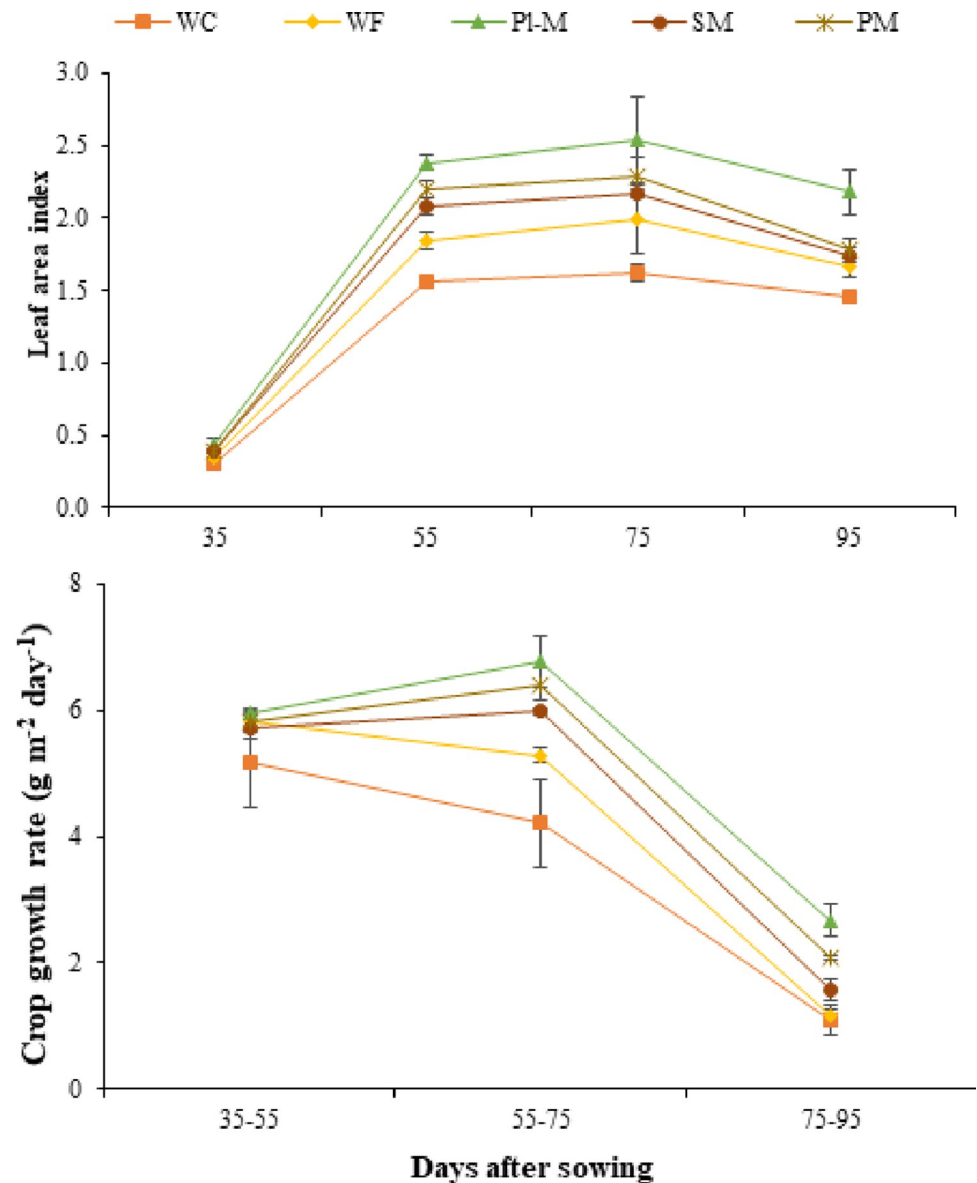 WC WF Pl-M SM PM
3.0
2.5
2.0
1.5
1.0
0.5
0.0
Leaf area index
35 55 75 95
8
6
4
2
0
Crop growth rate (g m⁻² day⁻¹)
35-55 55-75 75-95
Days after sowing